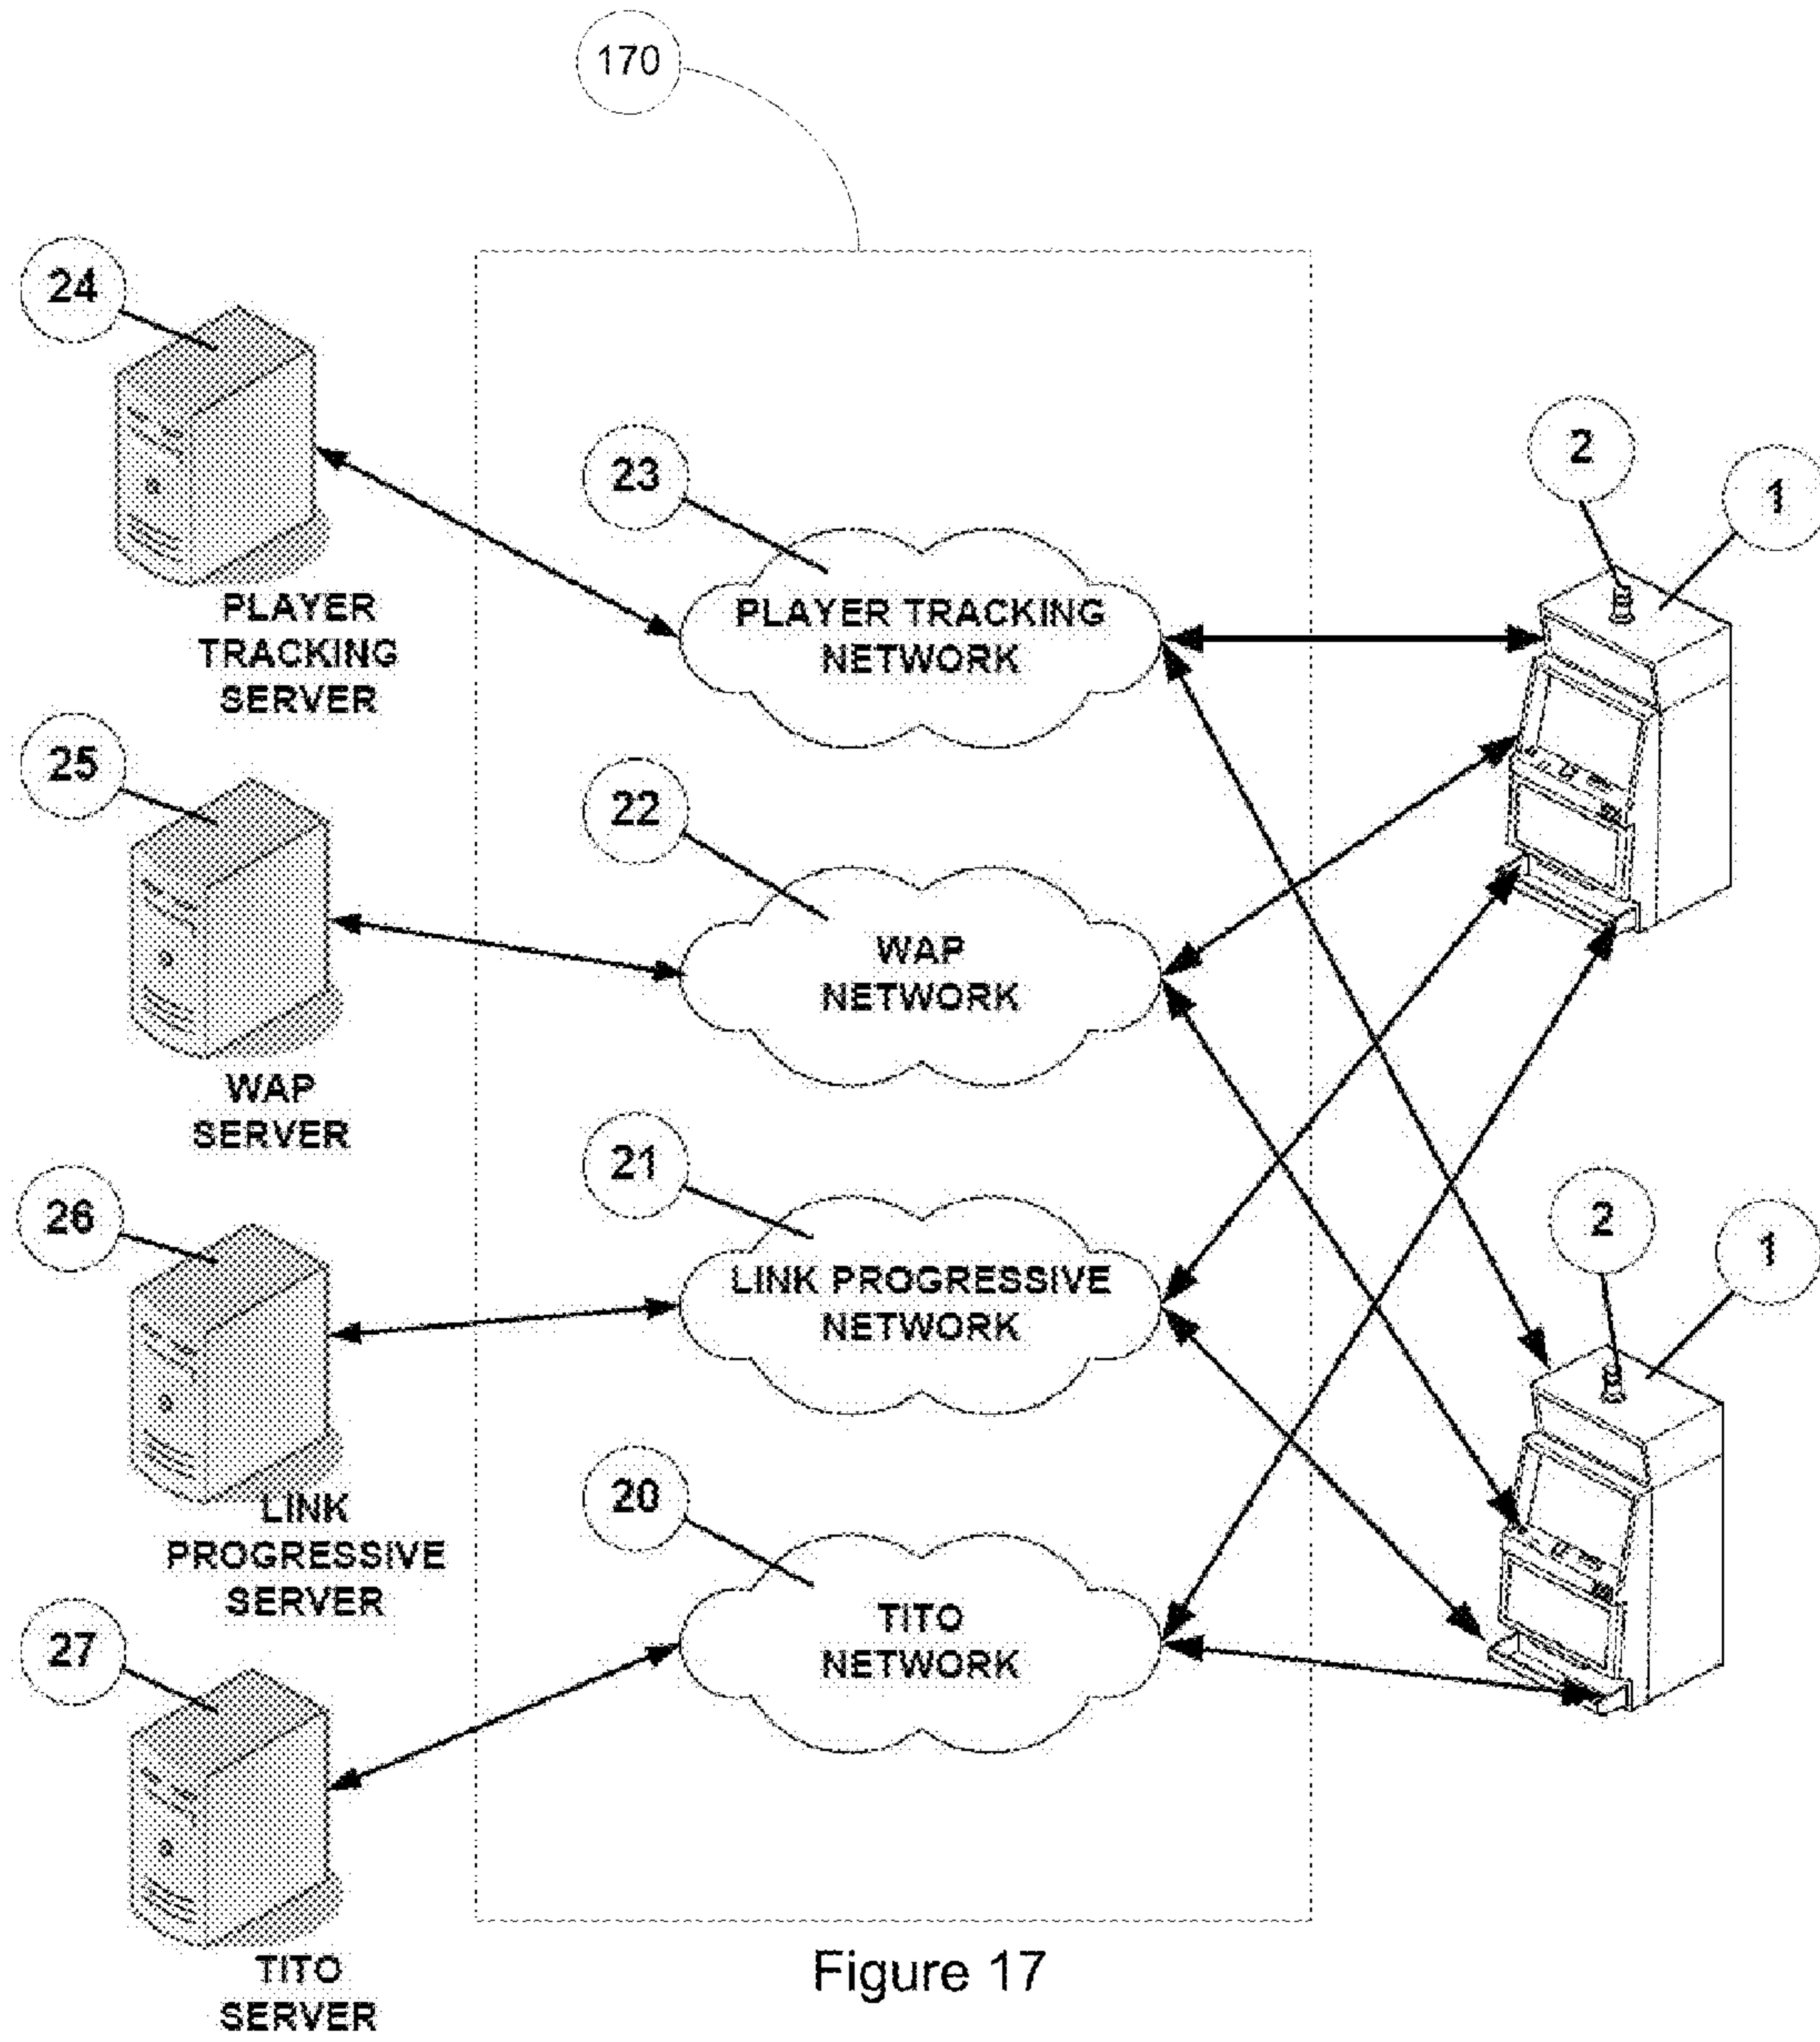 170
24
PLAYER
TRACKING
SERVER
23
PLAYER TRACKING
NETWORK
2
1
25
WAP
SERVER
22
WAP
NETWORK
26
LINK
PROGRESSIVE
SERVER
21
LINK PROGRESSIVE
NETWORK
2
1
27
TITO
SERVER
20
TITO
NETWORK
Figure 17